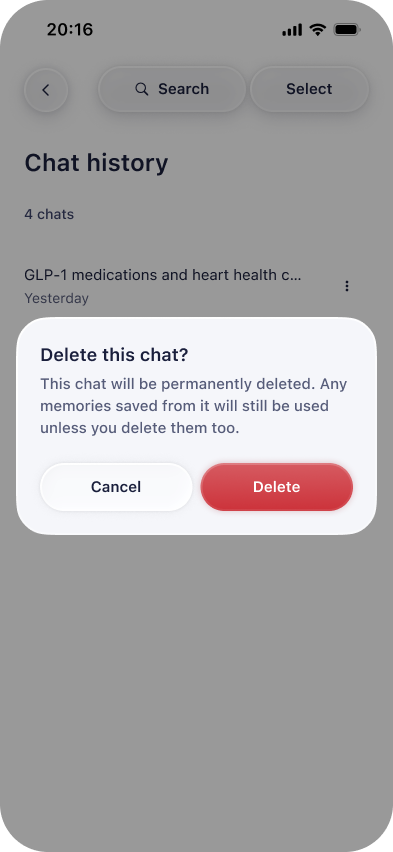 20:16
Search
Select
Chat history
4 chats
GLP-1 medications and heart health c...
Yesterday
Delete this chat?
This chat will be permanently deleted. Any
memories saved from it will still be used
unless you delete them too.
Cancel
Delete